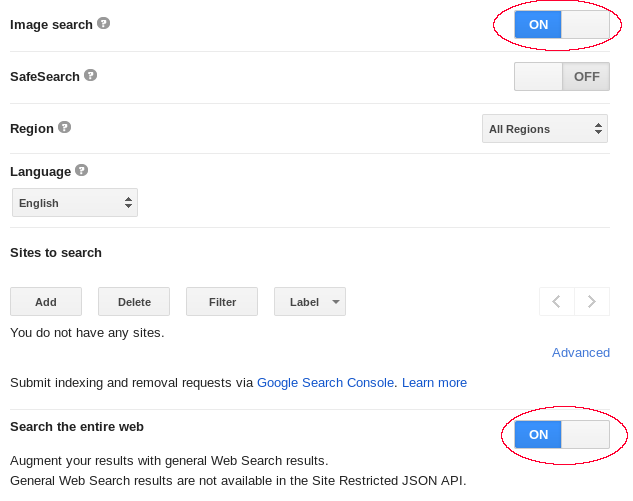 Image search ? ON
SafeSearch ? OFF
Region ? All Regions
Language ?
English
Sites to search
Add Delete Filter Label
You do not have any sites.
Advanced
Submit indexing and removal requests via Google Search Console. Learn more
Search the entire web ON
Augment your results with general Web Search results.
General Web Search results are not available in the Site Restricted JSON API.